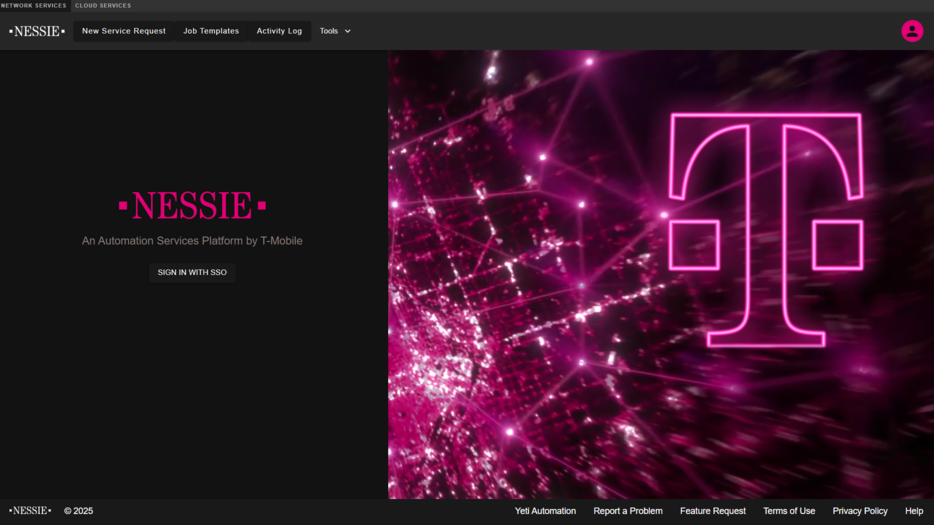 NETWORK SERVICES CLOUD SERVICES
▪NESSIE▪ New Service Request Job Templates Activity Log Tools
▪NESSIE▪
An Automation Services Platform by T-Mobile
SIGN IN WITH SSO
T
▪NESSIE▪ © 2025 Yeti Automation Report a Problem Feature Request Terms of Use Privacy Policy Help